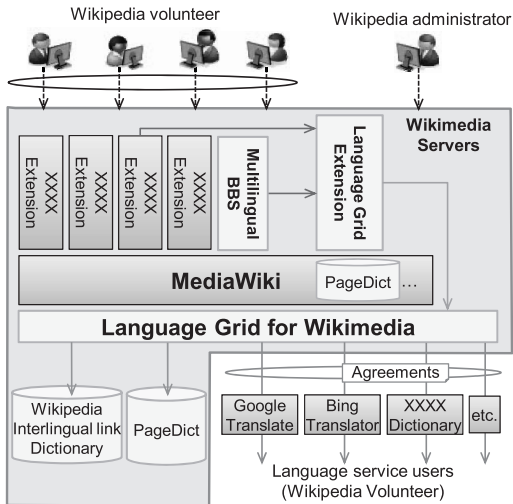 Wikipedia volunteer
Wikipedia administrator
Wikimedia
Servers
XXXX
Extension
XXXX
Extension
XXXX
Extension
XXXX
Extension
Multilingual
BBS
Language Grid
Extension
MediaWiki
PageDict
...
Language Grid for Wikimedia
Agreements
Wikipedia
Interlingual link
Dictionary
PageDict
Google
Translate
Bing
Translator
XXXX
Dictionary
etc.
Language service users
(Wikipedia Volunteer)